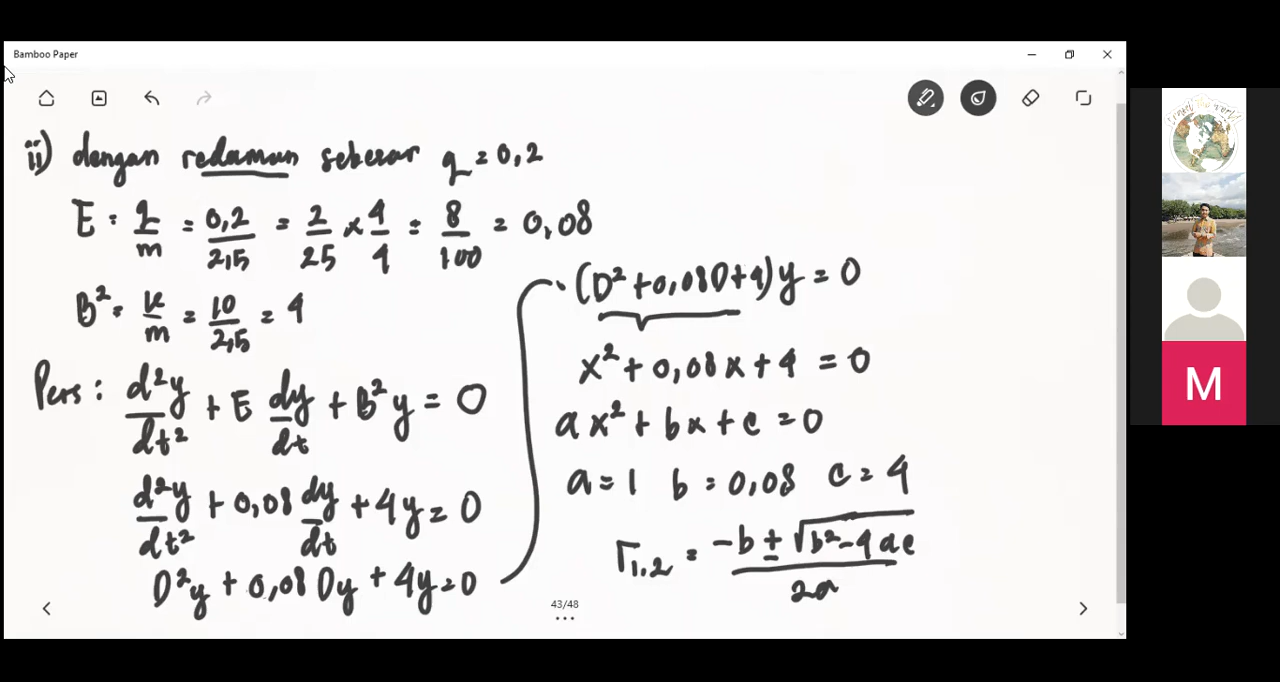 Bamboo Paper
ii) dengan redaman sebesar q = 0,2
E = q/m = 0,2/2,5 = 2/25 × 4/4 = 8/100 = 0,08
B² = k/m = 10/2,5 = 4
Pers : d²y/dt² + E dy/dt + B²y = 0
d²y/dt² + 0,08 dy/dt + 4y = 0
D²y + 0,08 Dy + 4y = 0
(D² + 0,08D + 4)y = 0
x² + 0,08x + 4 = 0
ax² + bx + c = 0
a = 1 b = 0,08 c = 4
r1.2 = -b ± √b² - 4ac / 2a
43/48
M